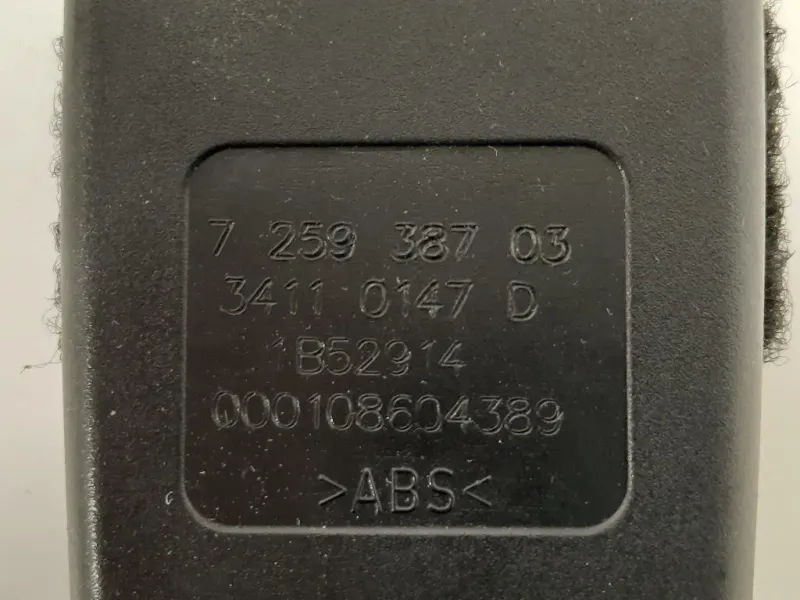 7 259 387 03
3411 0147 D
1B52914
000108604389
>ABS<